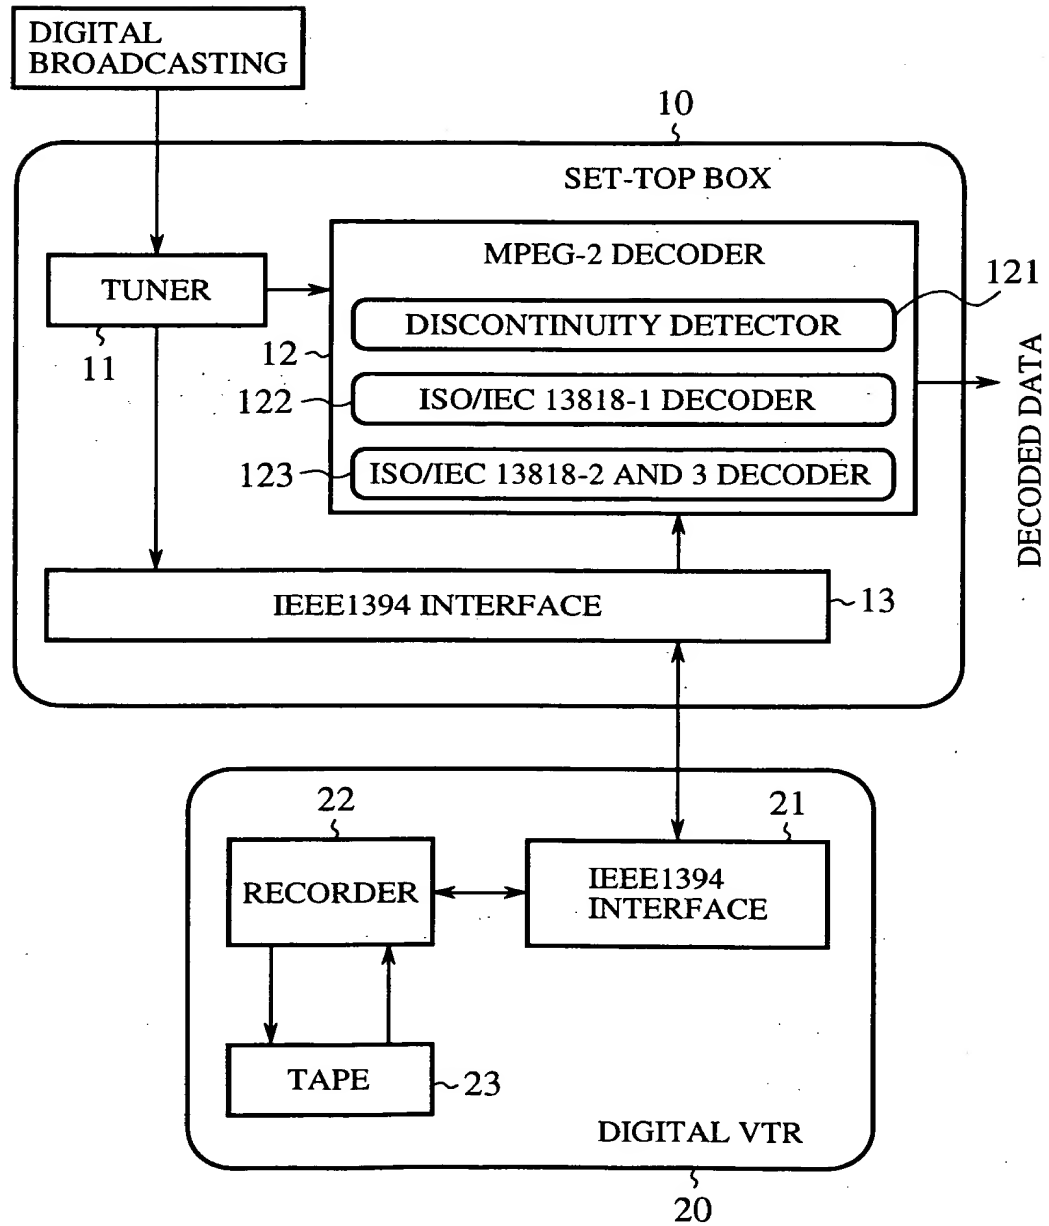 DIGITAL
BROADCASTING
10
SET-TOP BOX
MPEG-2 DECODER
121
TUNER
DISCONTINUITY DETECTOR
11
12
122
ISO/IEC 13818-1 DECODER
123
ISO/IEC 13818-2 AND 3 DECODER
DECODED DATA
IEEE1394 INTERFACE
13
22
21
RECORDER
IEEE1394
INTERFACE
TAPE
23
DIGITAL VTR
20